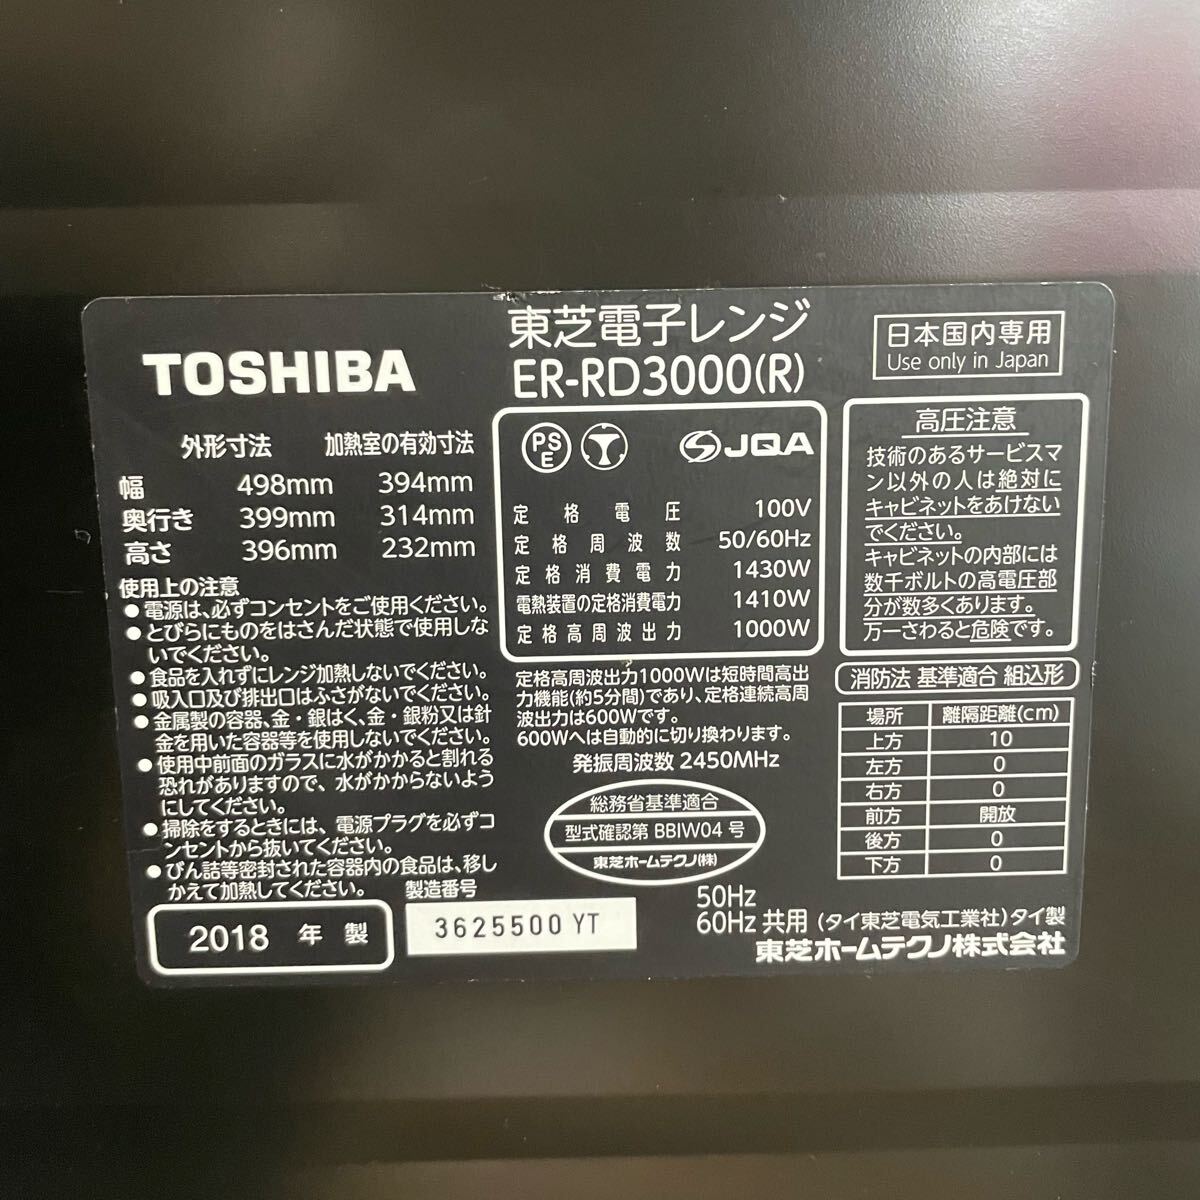 TOSHIBA
東芝電子レンジ
ER-RD3000(R)
日本国内専用
Use only in Japan
外形寸法 加熱室の有効寸法
幅 498mm 394mm
奥行き 399mm 314mm
高さ 396mm 232mm
使用上の注意
●電源は、必ずコンセントをご使用ください。
●とびらにものをはさんだ状態で使用しな
いでください。
●食品を入れずにレンジ加熱しないでください。
●吸入口及び排出口はふさがないでください。
●金属製の容器、金・銀はく、金・銀粉又は針
金を用いた容器等を使用しないでください。
●使用中前面のガラスに水がかかると割れる
恐れがありますので、水がかからないよう
にしてください。
●掃除をするときには、電源プラグを必ずコ
ンセントから抜いてください。
●びん詰等密封された容器内の食品は、移し
かえて加熱してください。
製造番号
2018 年 製
3625500 YT
PS
E
JQA
定格電圧 100V
定格周波数 50/60Hz
定格消費電力 1430W
電熱装置の定格消費電力 1410W
定格高周波出力 1000W
定格高周波出力1000Wは短時間高出
力機能(約5分間)であり、定格連続高周
波出力は600Wです。
600Wへは自動的に切り換わります。
発振周波数 2450MHz
総務省基準適合
型式確認第 BBIW04 号
東芝ホームテクノ(株)
高圧注意
技術のあるサービスマ
ン以外の人は絶対に
キャビネットをあけない
でください。
キャビネットの内部には
数千ボルトの高電圧部
分が数多くあります。
万一さわると危険です。
消防法 基準適合 組込形
場所 離隔距離(cm)
上方 10
左方 0
右方 0
前方 開放
後方 0
下方 0
50Hz
60Hz 共用 (タイ東芝電気工業社)タイ製
東芝ホームテクノ株式会社